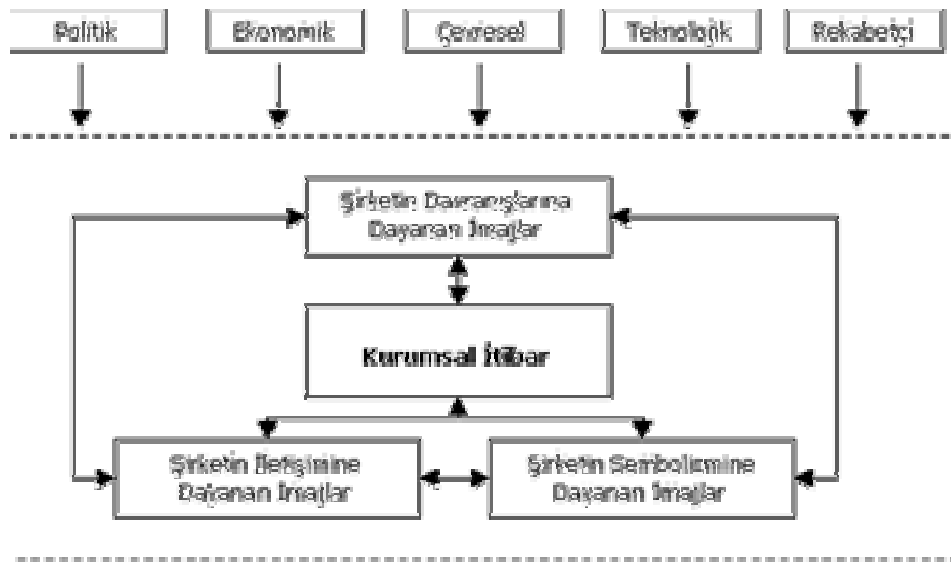 Politik
Ekonomik
Çevresel
Teknolojik
Rekabetçi
Şirketin Davranışlarına
Dayanan İmajlar
Kurumsal İtibar
Şirketin İletişimine
Dayanan İmajlar
Şirketin Sembolizmine
Dayanan İmajlar